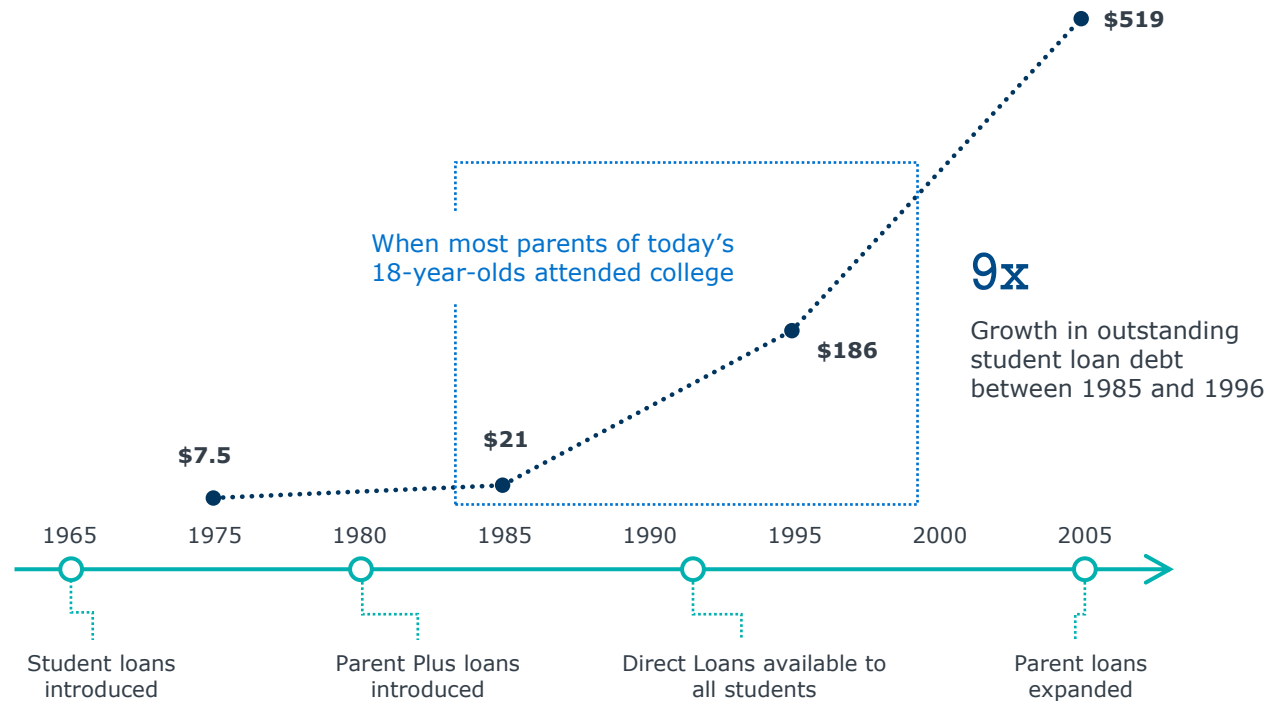 $519
When most parents of today’s
18-year-olds attended college
9x
Growth in outstanding
student loan debt
between 1985 and 1996
$186
$21
$7.5
1965 1975 1980 1985 1990 1995 2000 2005
Student loans
introduced
Parent Plus loans
introduced
Direct Loans available to
all students
Parent loans
expanded